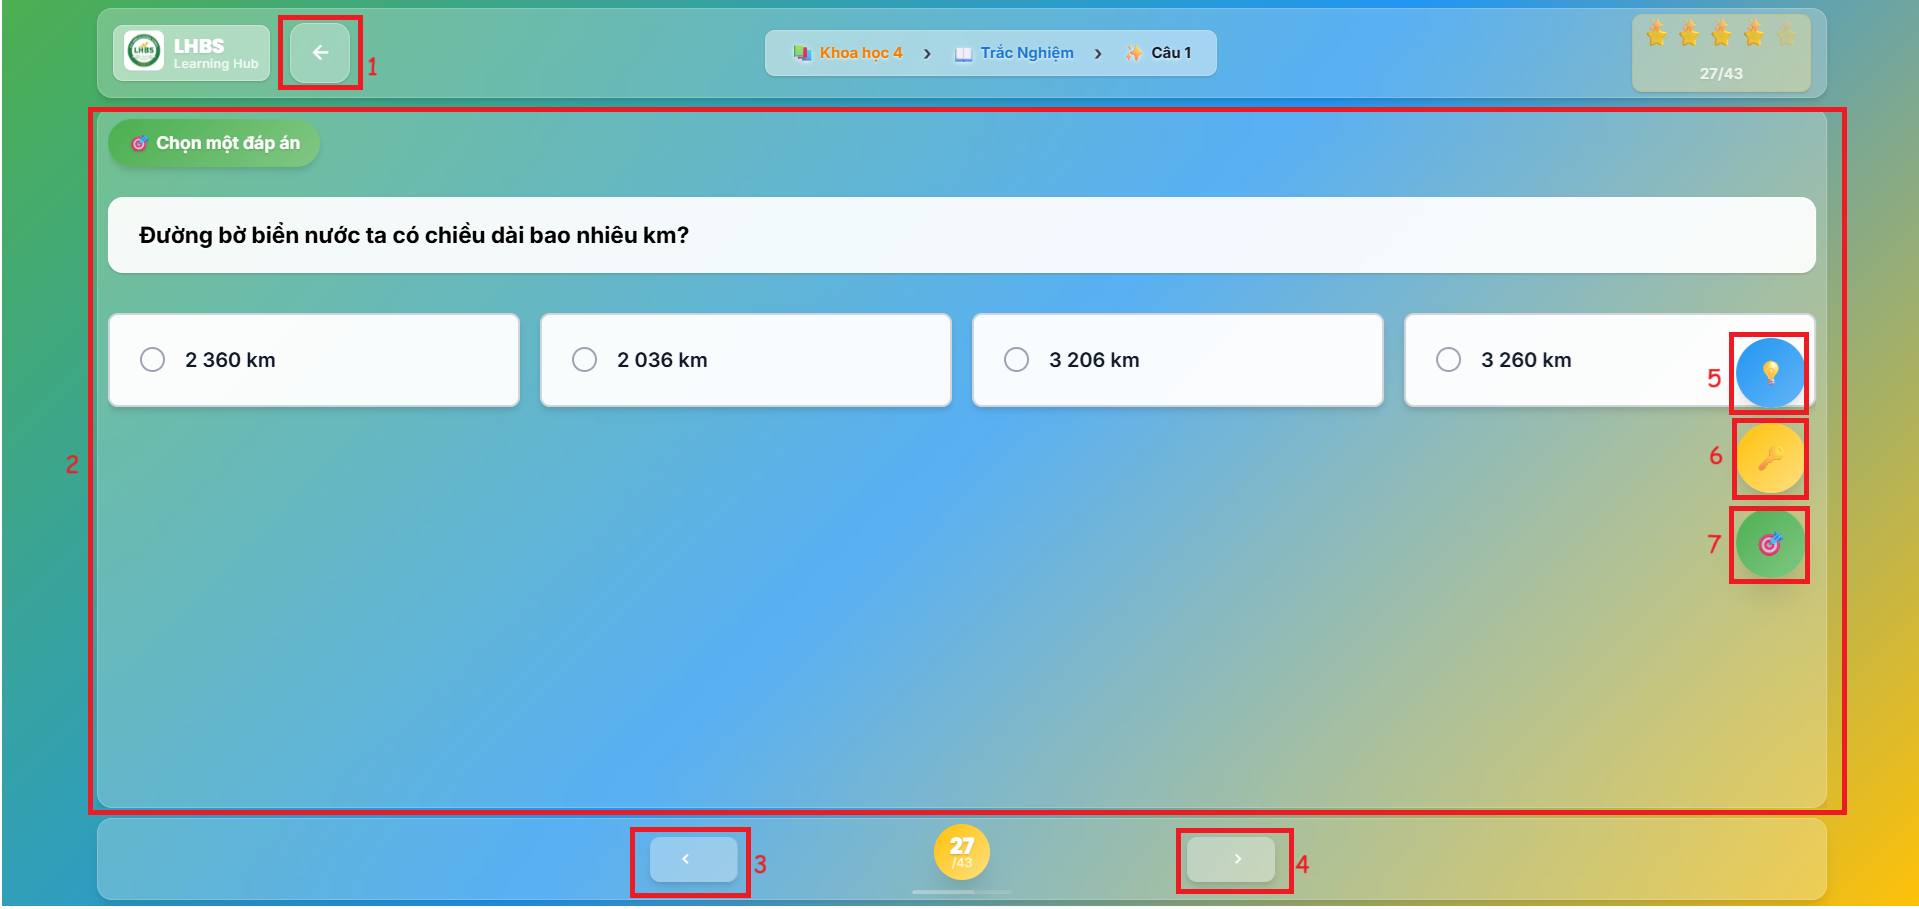 LHBS
LHBS
Learning Hub
1
Khoa học 4 › Trắc Nghiệm › Câu 1
27/43
Chọn một đáp án
Đường bờ biển nước ta có chiều dài bao nhiêu km?
2 360 km
2 036 km
3 206 km
3 260 km
5
6
2
7
3
27
/43
4